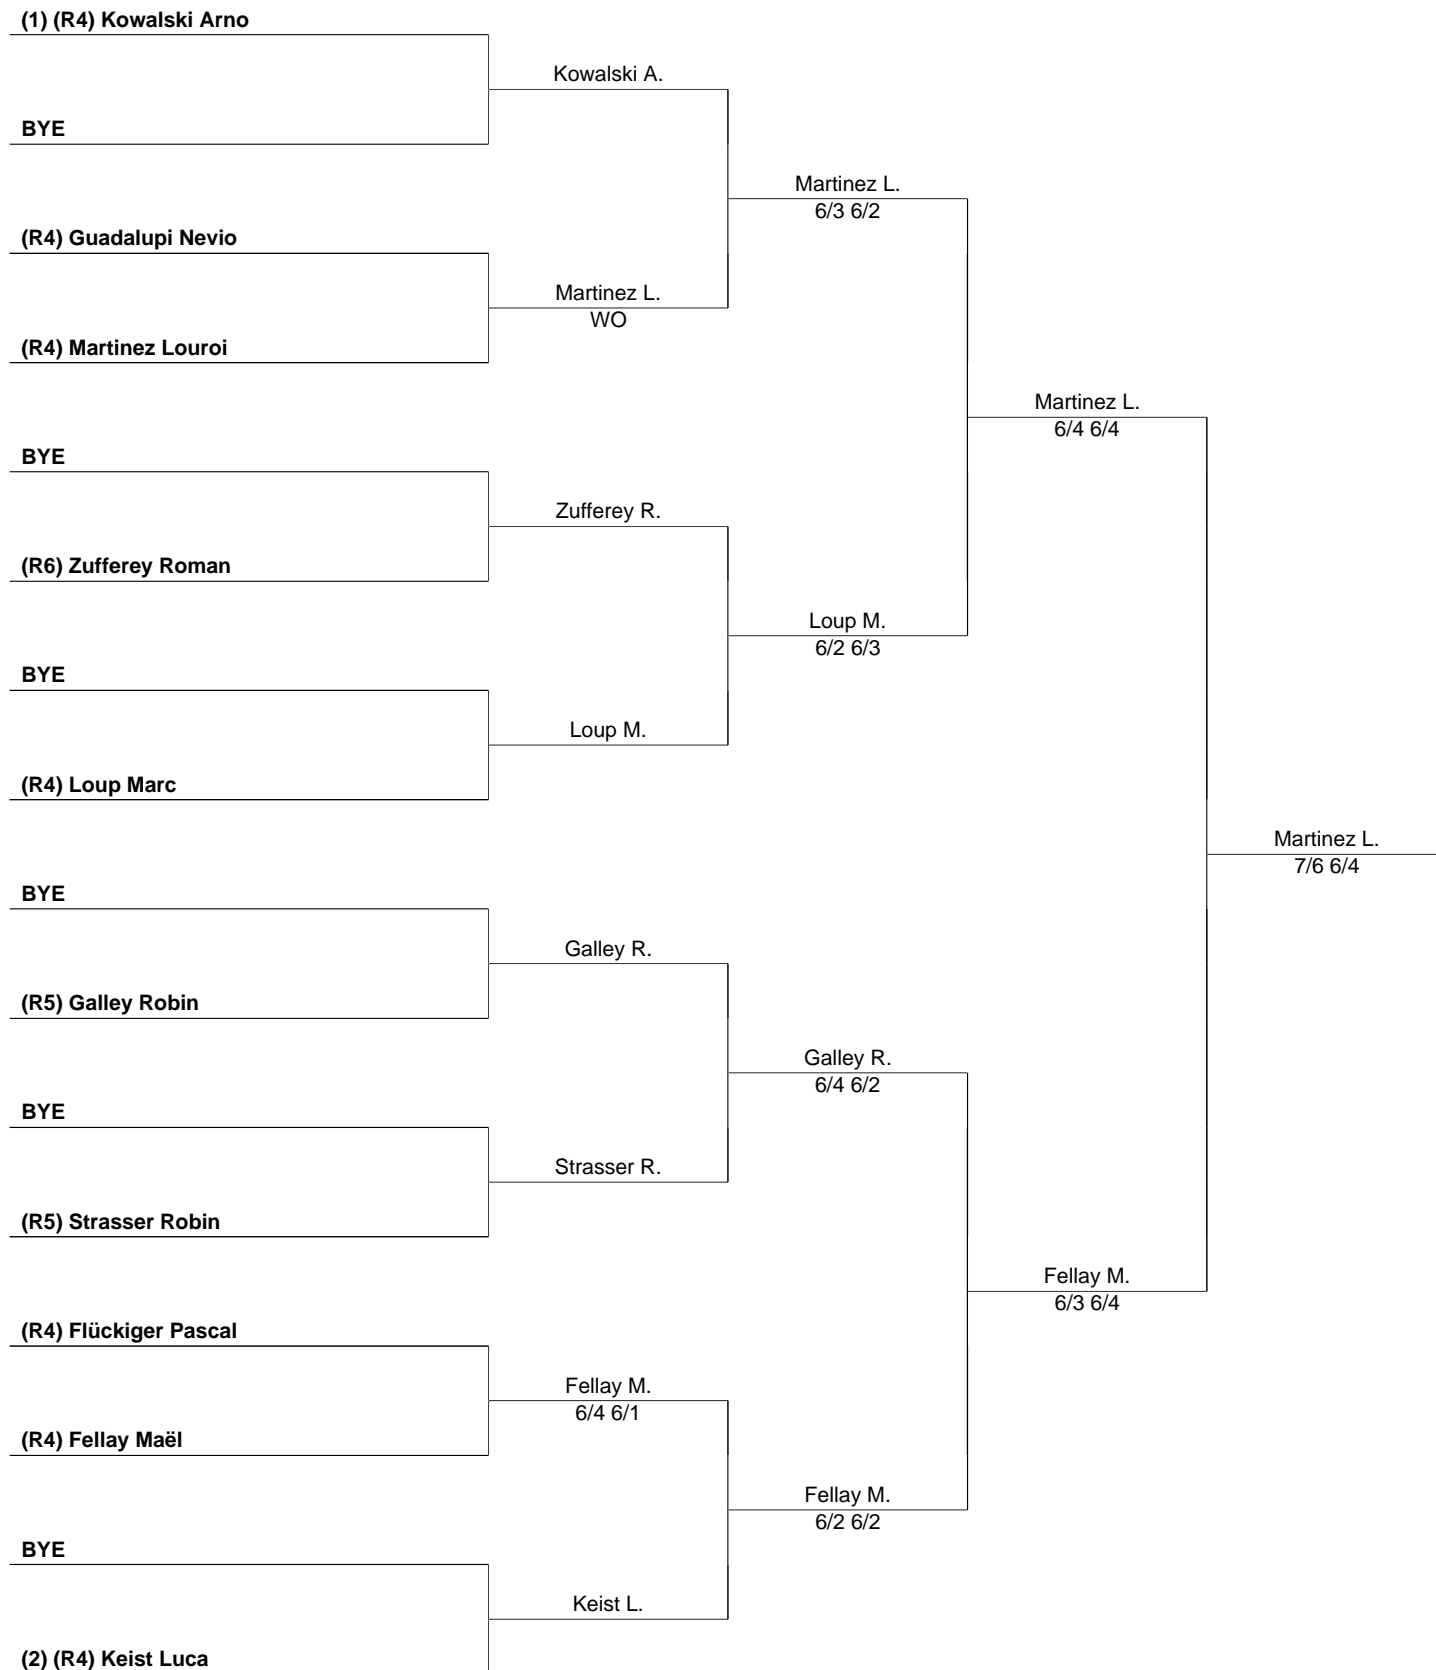 (1) (R4) Kowalski Arno
Kowalski A.
BYE
Martinez L.
6/3 6/2
(R4) Guadalupi Nevio
Martinez L.
WO
(R4) Martinez Louroi
Martinez L.
6/4 6/4
BYE
Zufferey R.
(R6) Zufferey Roman
Loup M.
6/2 6/3
BYE
Loup M.
(R4) Loup Marc
Martinez L.
7/6 6/4
BYE
Galley R.
(R5) Galley Robin
Galley R.
6/4 6/2
BYE
Strasser R.
(R5) Strasser Robin
Fellay M.
6/3 6/4
(R4) Flückiger Pascal
Fellay M.
6/4 6/1
(R4) Fellay Maël
Fellay M.
6/2 6/2
BYE
Keist L.
(2) (R4) Keist Luca